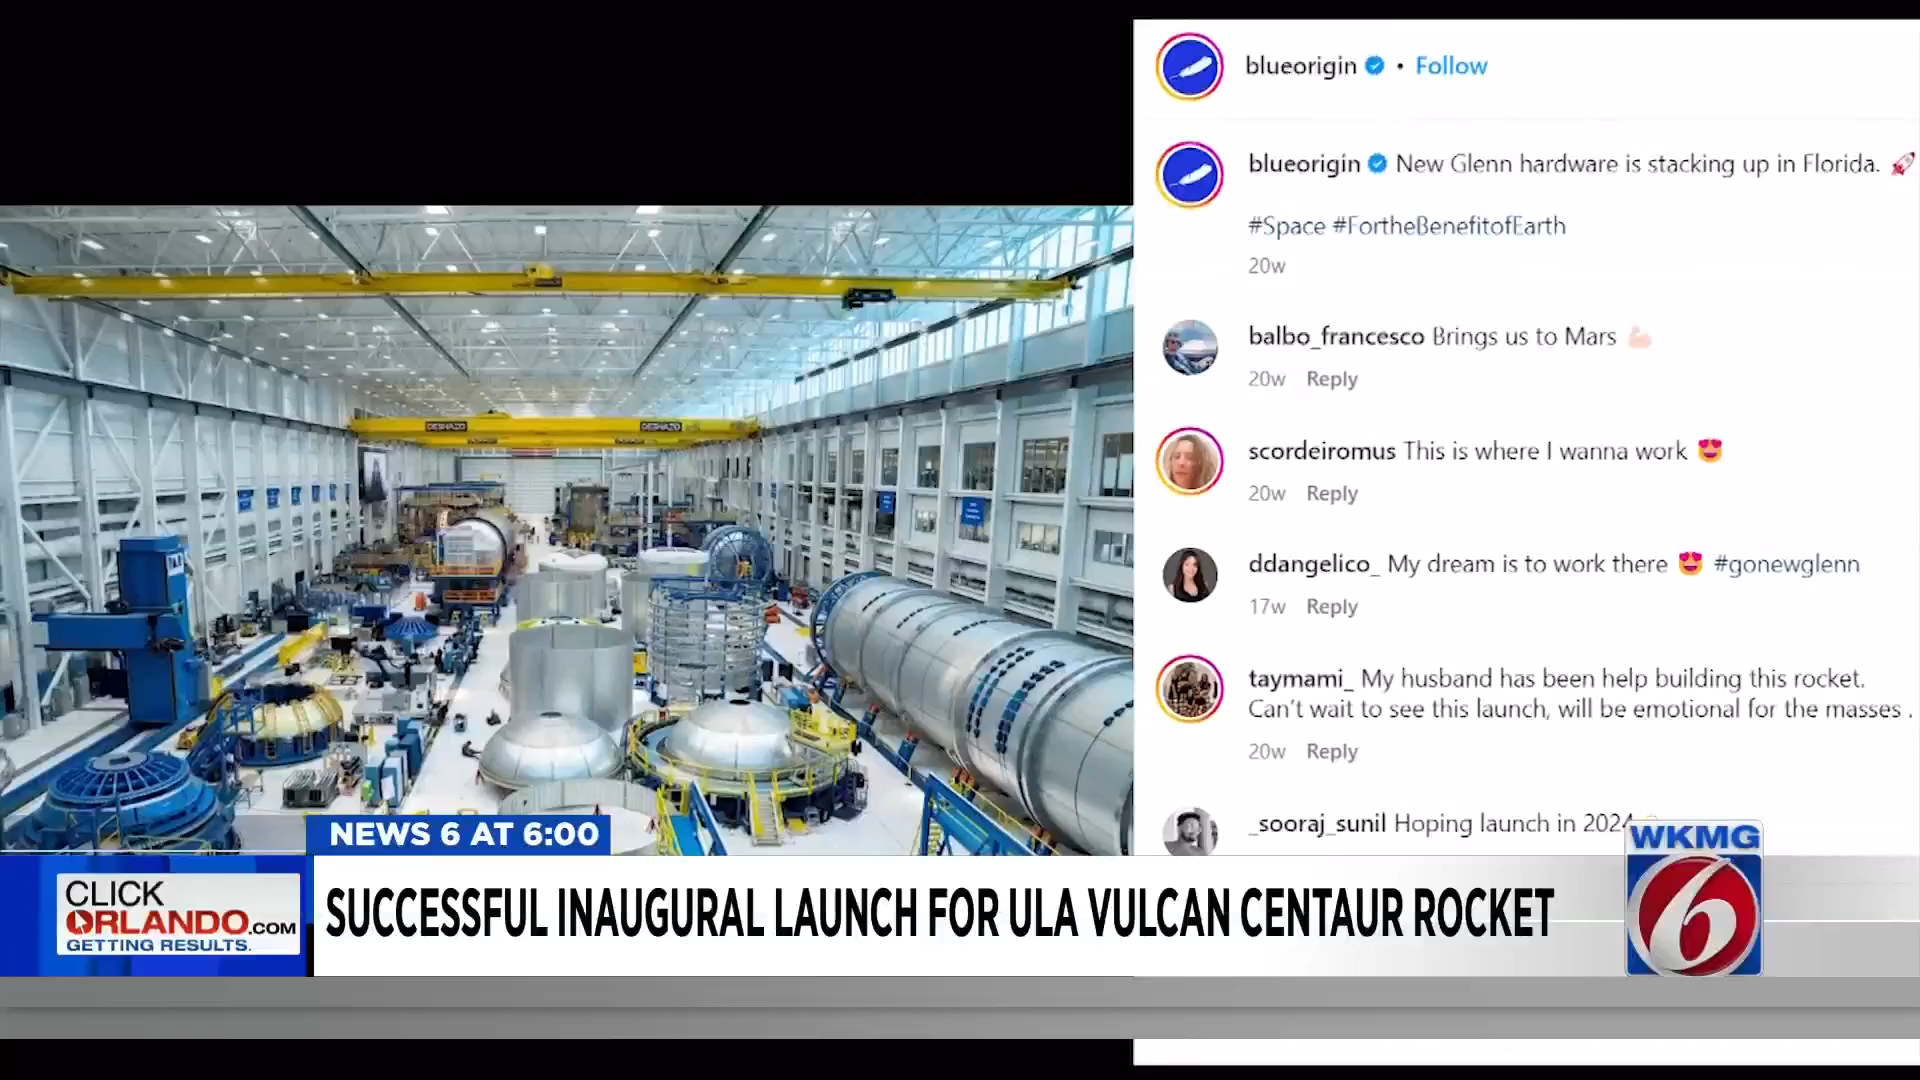 blueorigin • Follow
blueorigin New Glenn hardware is stacking up in Florida. 🚀
#Space #FortheBenefitofEarth
20w
balbo_francesco Brings us to Mars 💪🏻
20w Reply
scordeiromus This is where I wanna work 😍
20w Reply
ddangelico_ My dream is to work there 😍 #gonewglenn
17w Reply
taymami_ My husband has been help building this rocket.
Can't wait to see this launch, will be emotional for the masses .
20w Reply
_sooraj_sunil Hoping launch in 2024
DESHAZO DESHAZO
NEWS 6 AT 6:00
CLICK
ORLANDO.COM
GETTING RESULTS.
SUCCESSFUL INAUGURAL LAUNCH FOR ULA VULCAN CENTAUR ROCKET
WKMG
6